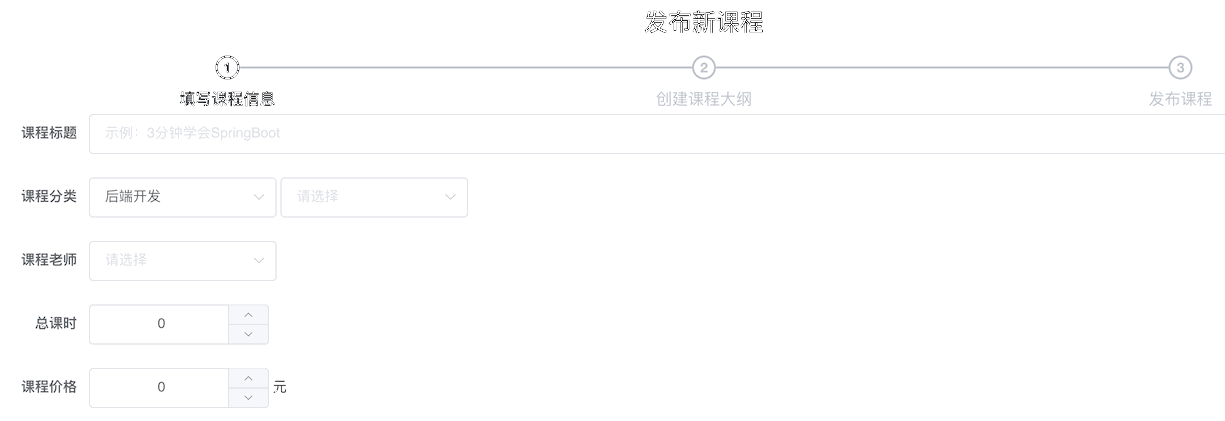 发布新课程
1 2 3
填写课程信息 创建课程大纲 发布课程
课程标题 示例：3分钟学会SpringBoot
课程分类 后端开发 请选择
课程老师 请选择
总课时 0
课程价格 0 元